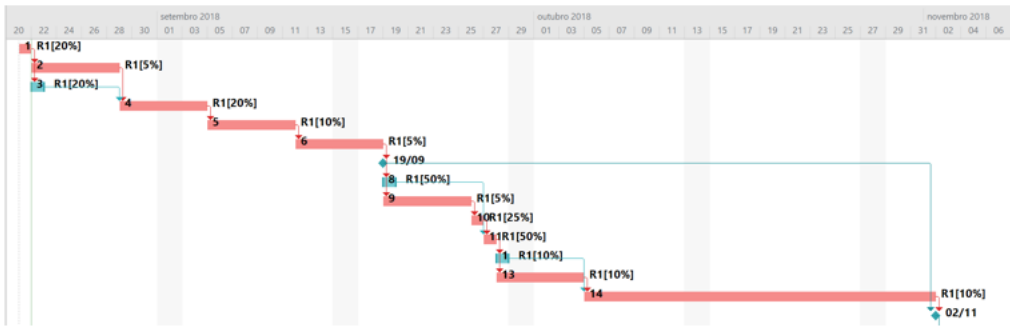 setembro 2018 outubro 2018 novembro 2018
20 22 24 26 28 30 01 03 05 07 09 11 13 15 17 19 21 23 25 27 29 01 03 05 07 09 11 13 15 17 19 21 23 25 27 29 31 02 04 06
1 R1[20%]
2 R1[5%]
3 R1[20%]
4 R1[20%]
5 R1[10%]
6 R1[5%]
19/09
8 R1[50%]
9 R1[5%]
10 R1[25%]
11 R1[50%]
1 R1[10%]
13 R1[10%]
14 R1[10%]
02/11